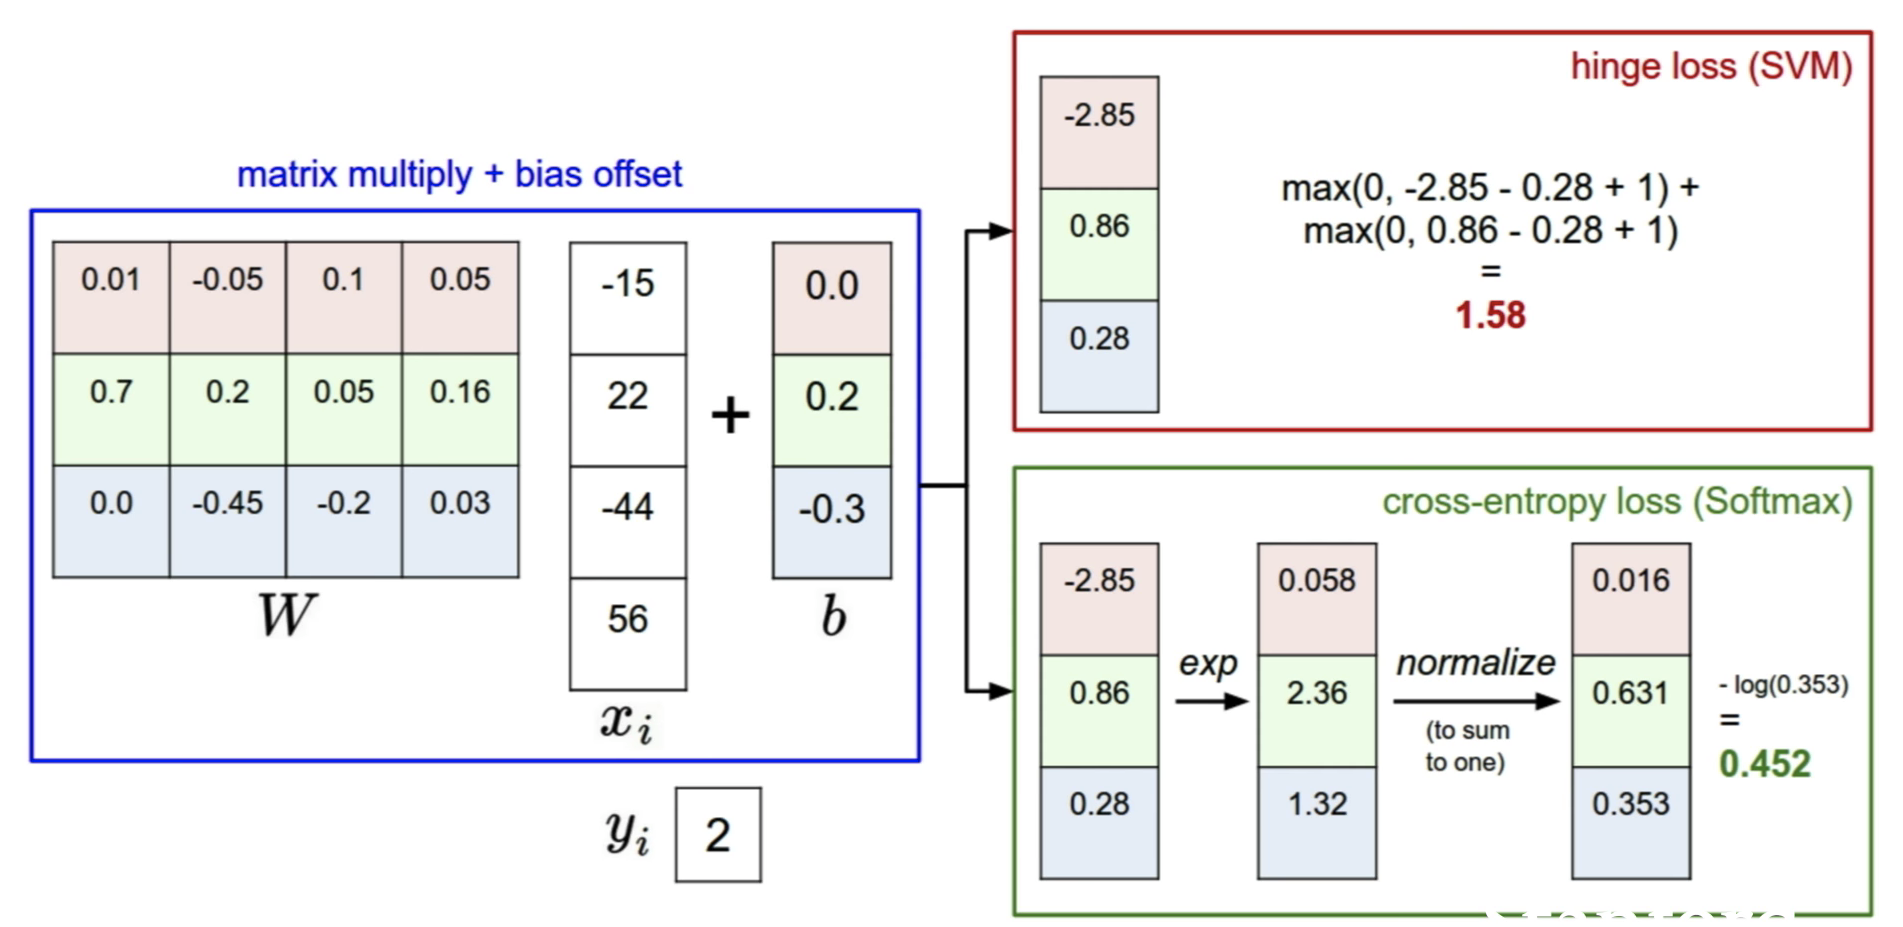 matrix multiply + bias offset
0.01 -0.05 0.1 0.05
0.7 0.2 0.05 0.16
0.0 -0.45 -0.2 0.03
W
-15
22
-44
56
x_i
+
0.0
0.2
-0.3
b
y_i 2
hinge loss (SVM)
-2.85
0.86
0.28
max(0, -2.85 - 0.28 + 1) +
max(0, 0.86 - 0.28 + 1)
=
1.58
cross-entropy loss (Softmax)
-2.85
0.86
0.28
exp
0.058
2.36
1.32
normalize
(to sum
to one)
0.016
0.631
0.353
- log(0.353)
=
0.452